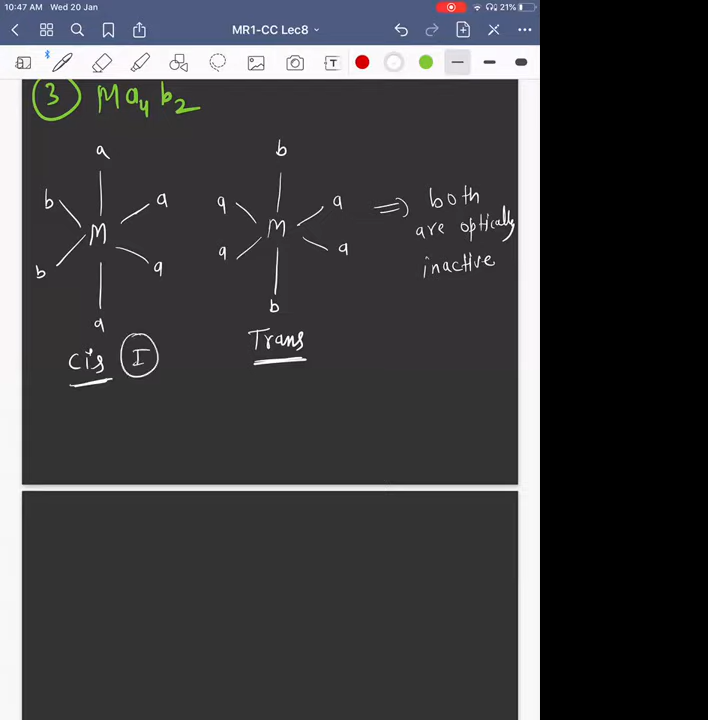 10:47 AM Wed 20 Jan
21%
MR1-CC Lec8
T
3 Ma4b2
a b
b a a a
M M
b a a a
a b
cis I Trans
⇒ both
are optically
inactive